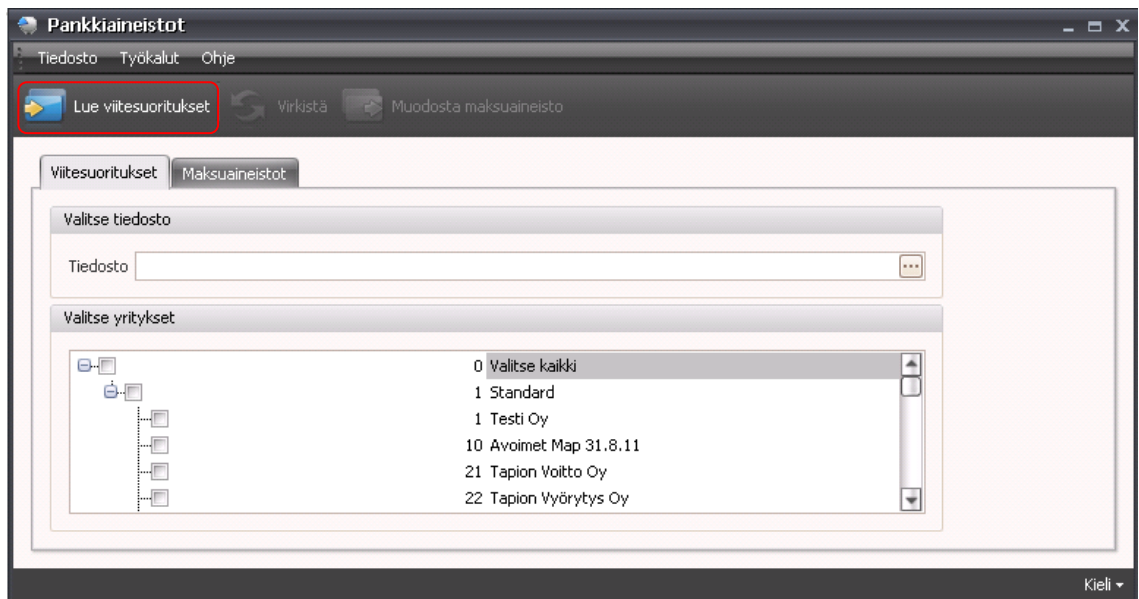 Pankkiaineistot
Tiedosto Työkalut Ohje
Lue viitesuoritukset Virkistä Muodosta maksuaineisto
Viitesuoritukset Maksuaineistot
Valitse tiedosto
Tiedosto
Valitse yritykset
0 Valitse kaikki
1 Standard
1 Testi Oy
10 Avoimet Map 31.8.11
21 Tapion Voitto Oy
22 Tapion Vyörytys Oy
Kieli